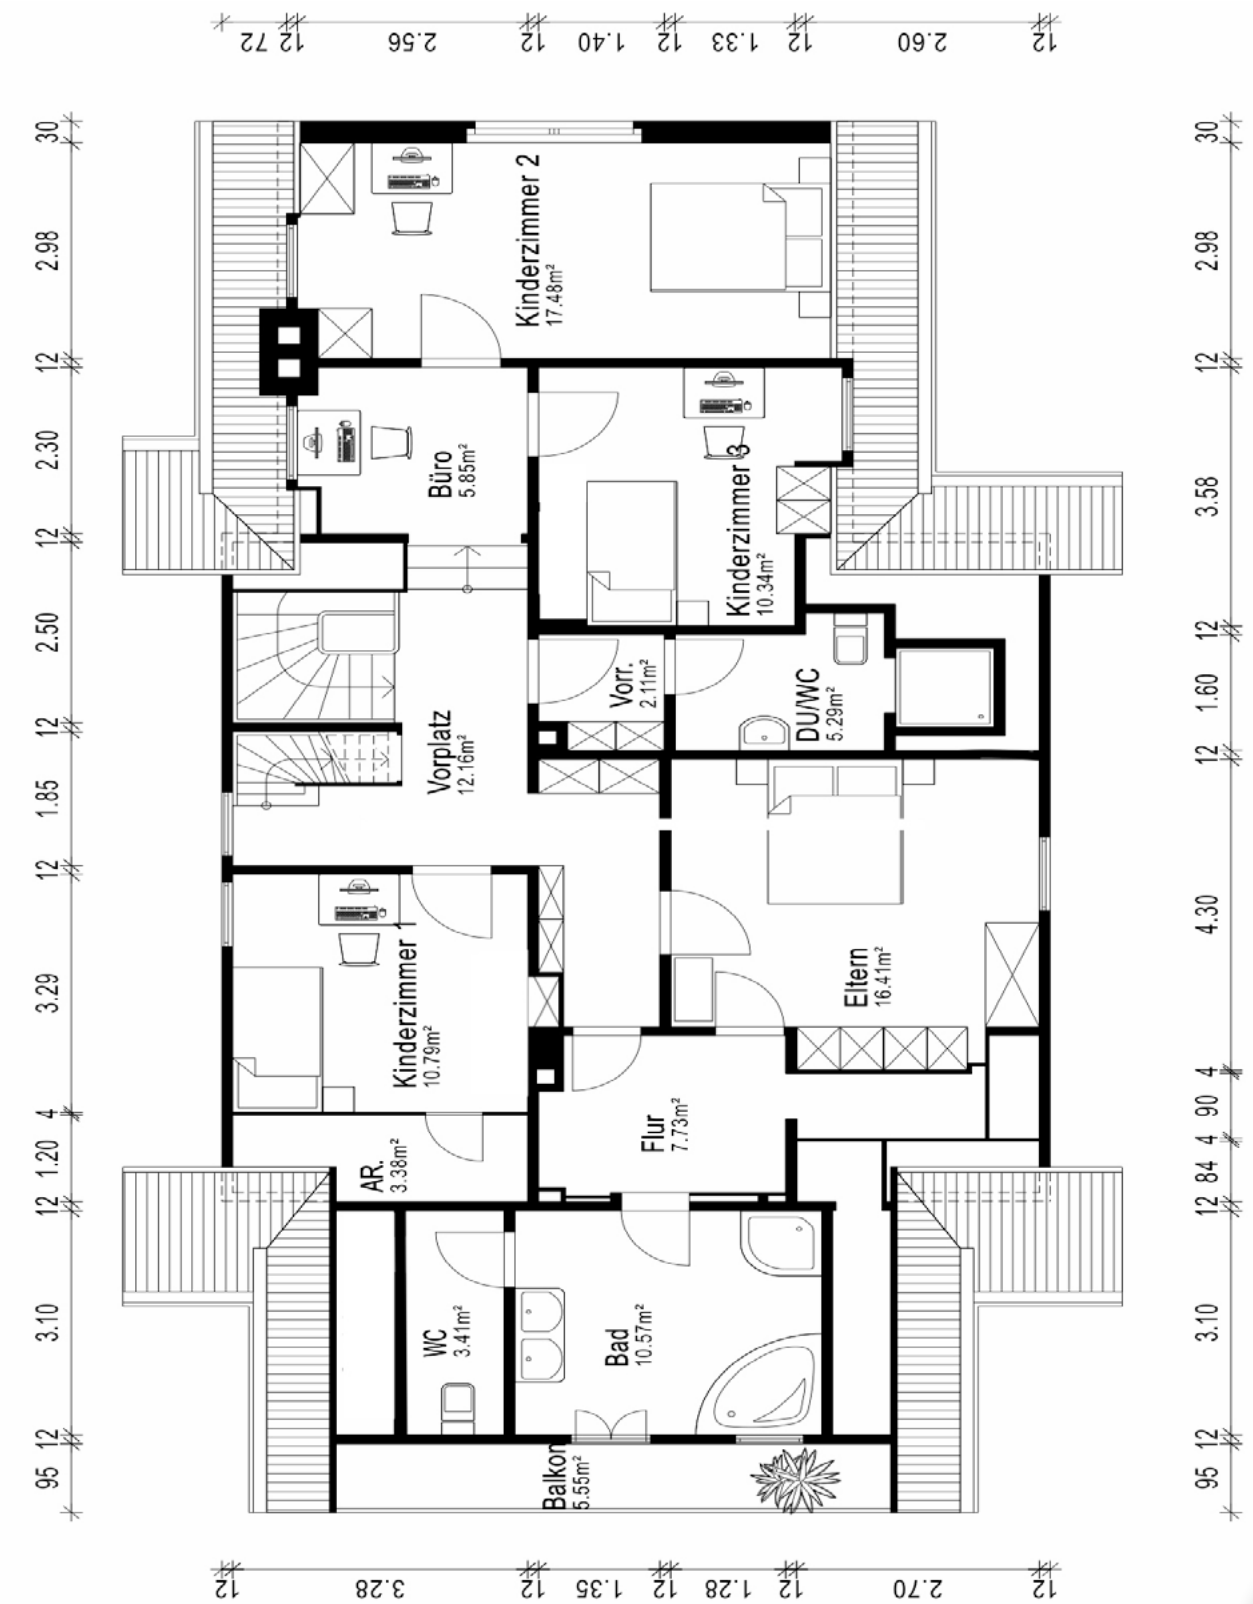 72 12 2.56 12 1.40 12 1.33 12 2.60 12
30
2.98
12
2.30
12
2.50
12
1.85
12
3.29
4
1.20
12
3.10
12
95
Kinderzimmer 2
17.48m²
Büro
5.85m²
Kinderzimmer 3
10.34m²
Vorr.
2.11m²
DU/WC
5.29m²
Vorplatz
12.16m²
Eltern
16.41m²
Kinderzimmer 1
10.79m²
AR.
3.38m²
Flur
7.73m²
WC
3.41m²
Bad
10.57m²
Balkon
5.55m²
30
2.98
12
3.58
12
1.60
12
4.30
4
90
4
84
12
3.10
12
95
12 3.28 12 1.35 12 1.28 12 2.70 12